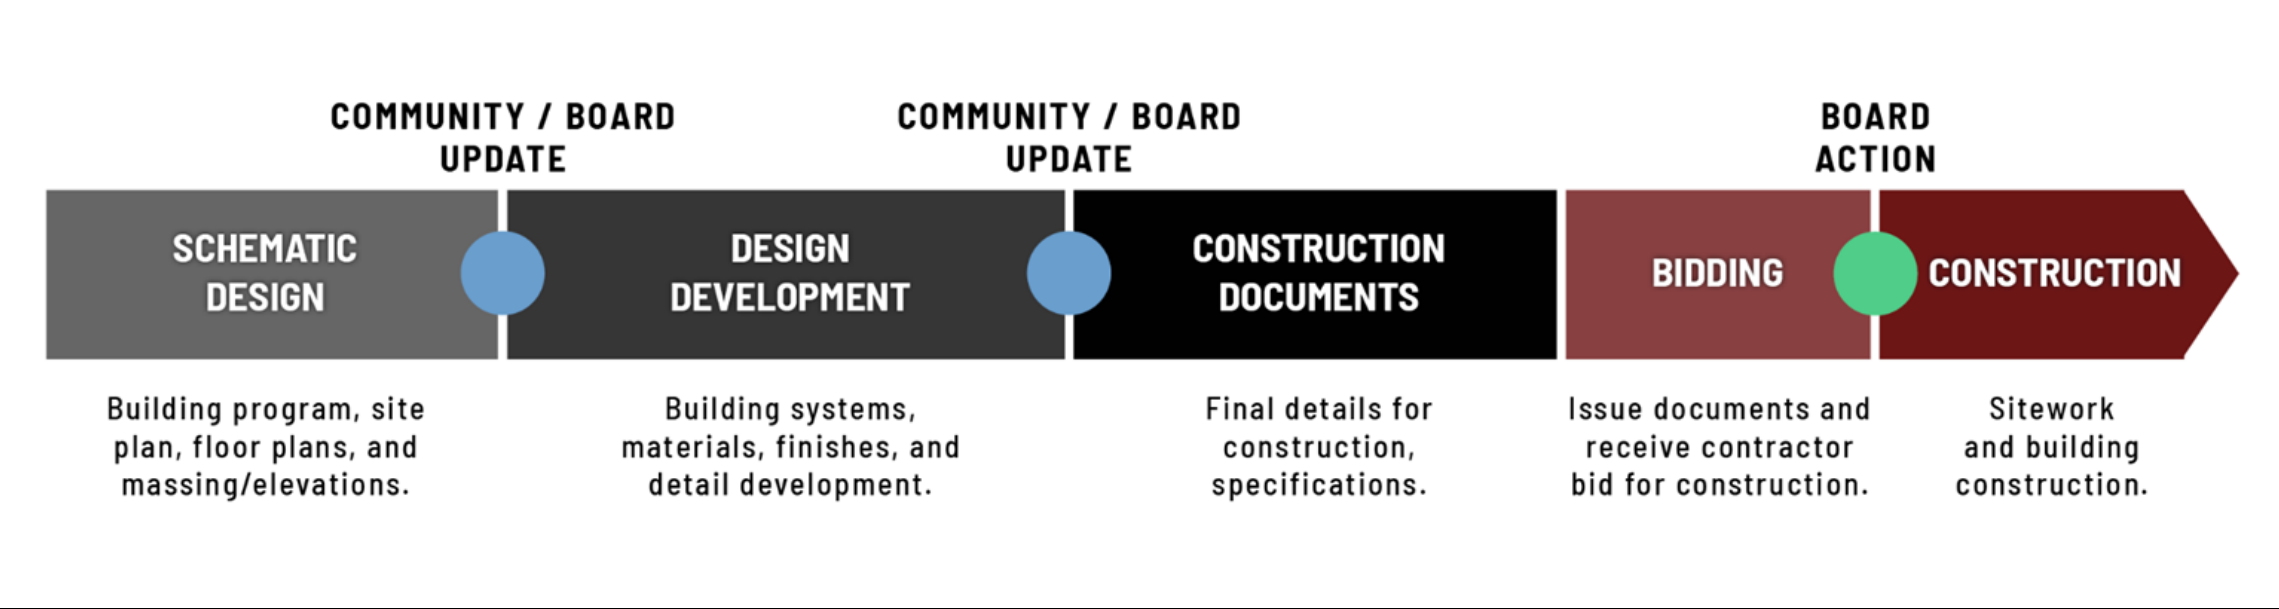 COMMUNITY / BOARD
UPDATE
COMMUNITY / BOARD
UPDATE
BOARD
ACTION
SCHEMATIC
DESIGN
DESIGN
DEVELOPMENT
CONSTRUCTION
DOCUMENTS
BIDDING
CONSTRUCTION
Building program, site
plan, floor plans, and
massing/elevations.
Building systems,
materials, finishes, and
detail development.
Final details for
construction,
specifications.
Issue documents and
receive contractor
bid for construction.
Sitework
and building
construction.